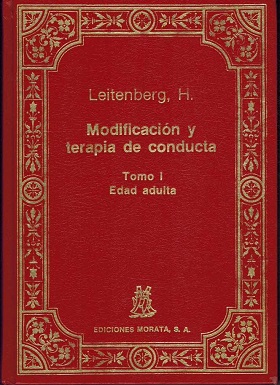 Leitenberg, H.
Modificación y
terapia de conducta
Tomo I
Edad adulta
EDICIONES MORATA, S. A.